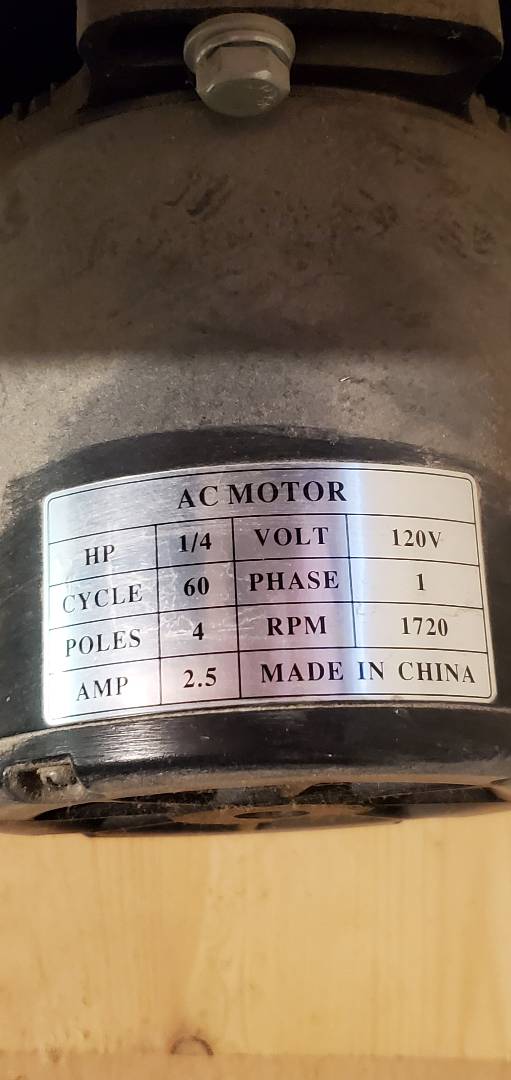 AC MOTOR
HP 1/4 VOLT 120V
CYCLE 60 PHASE 1
POLES 4 RPM 1720
AMP 2.5 MADE IN CHINA